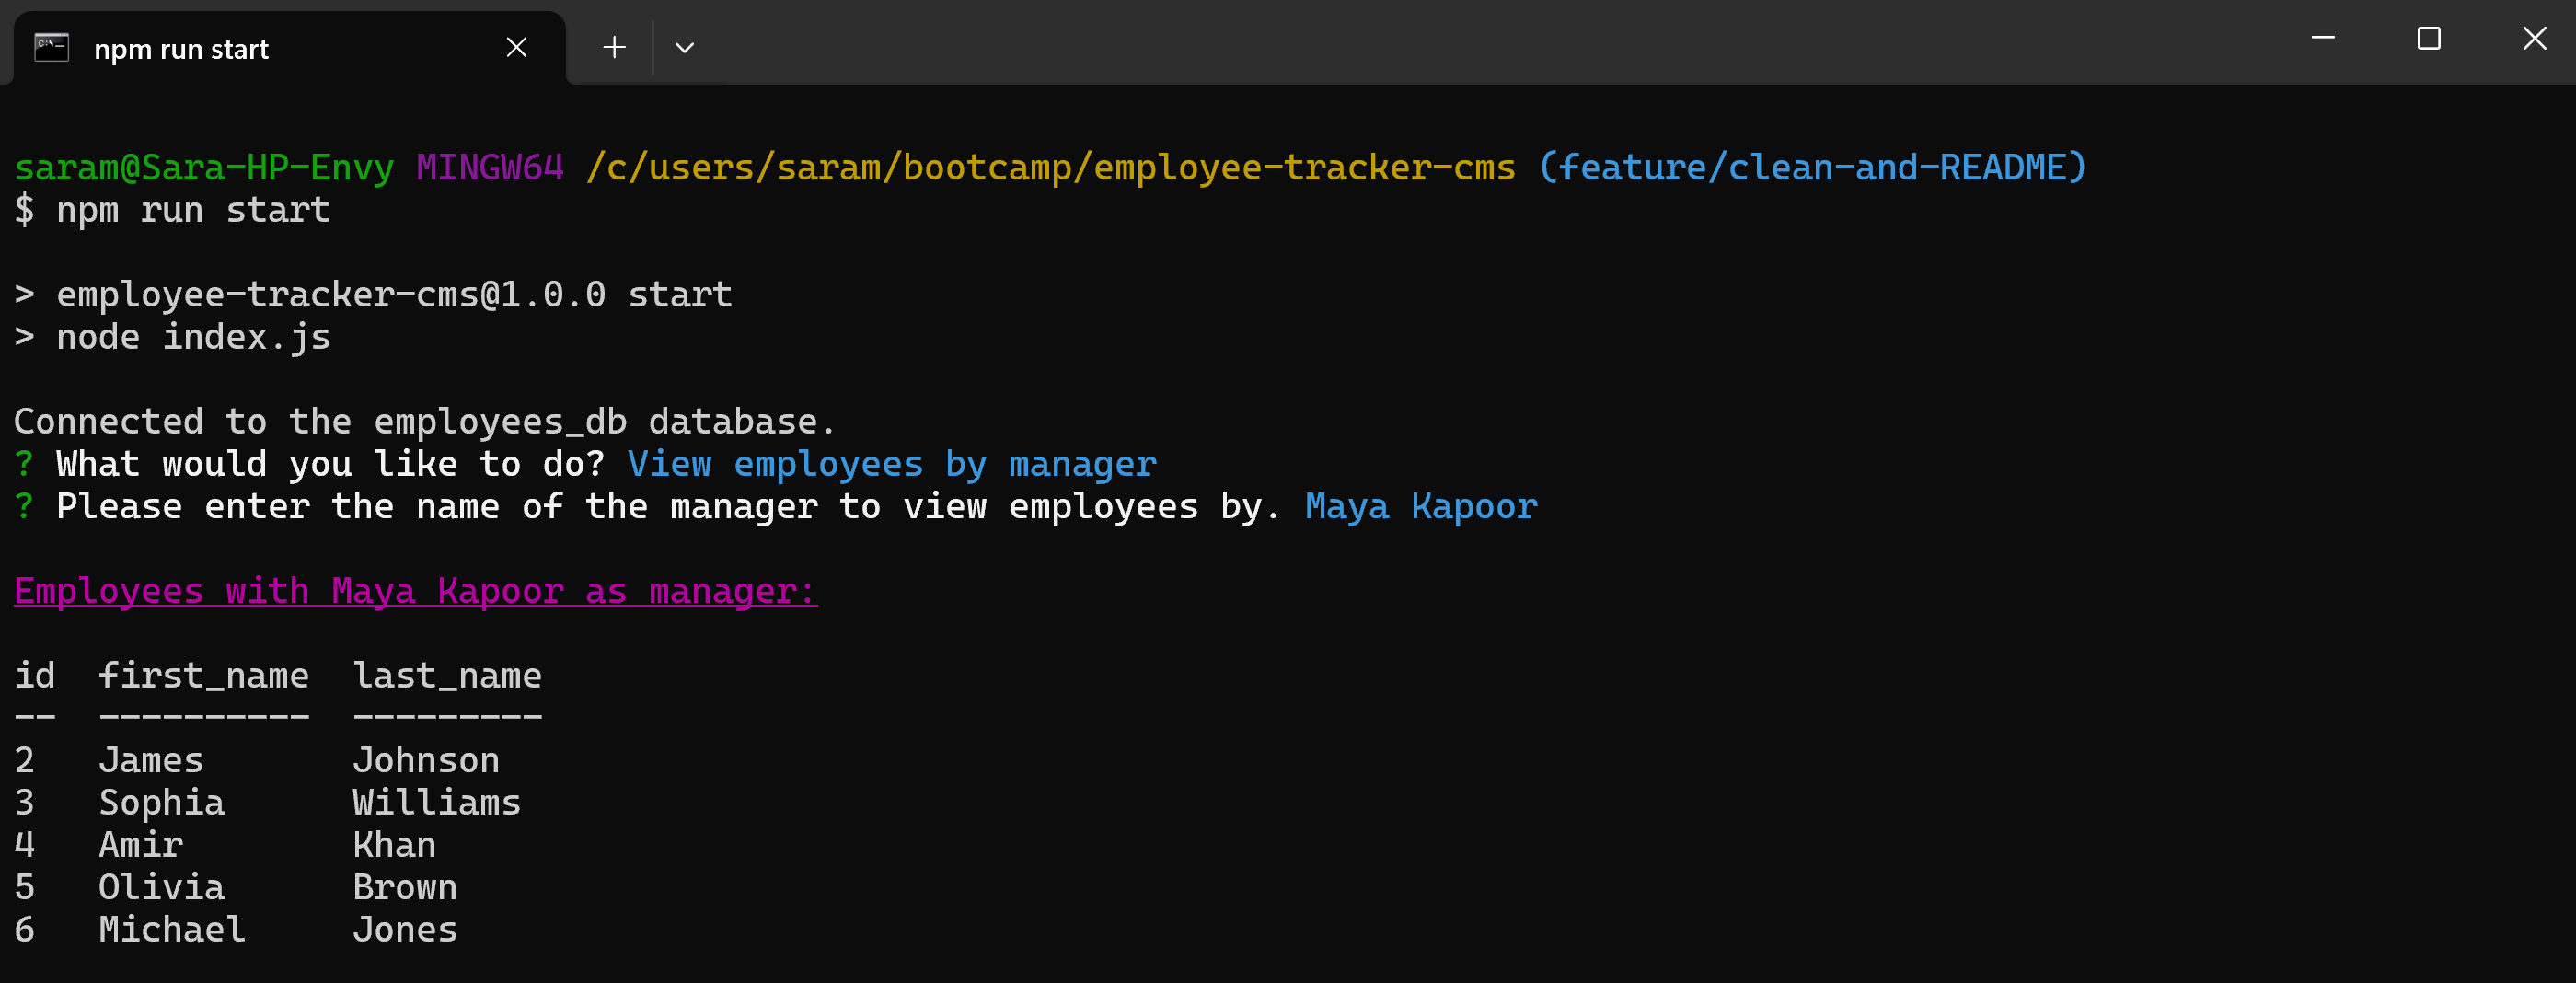 npm run start
saram@Sara-HP-Envy MINGW64 /c/users/saram/bootcamp/employee-tracker-cms (feature/clean-and-README)
$ npm run start
> employee-tracker-cms@1.0.0 start
> node index.js
Connected to the employees_db database.
? What would you like to do? View employees by manager
? Please enter the name of the manager to view employees by. Maya Kapoor
Employees with Maya Kapoor as manager:
id  first_name  last_name
--  ----------  ---------
2   James       Johnson
3   Sophia      Williams
4   Amir        Khan
5   Olivia      Brown
6   Michael     Jones